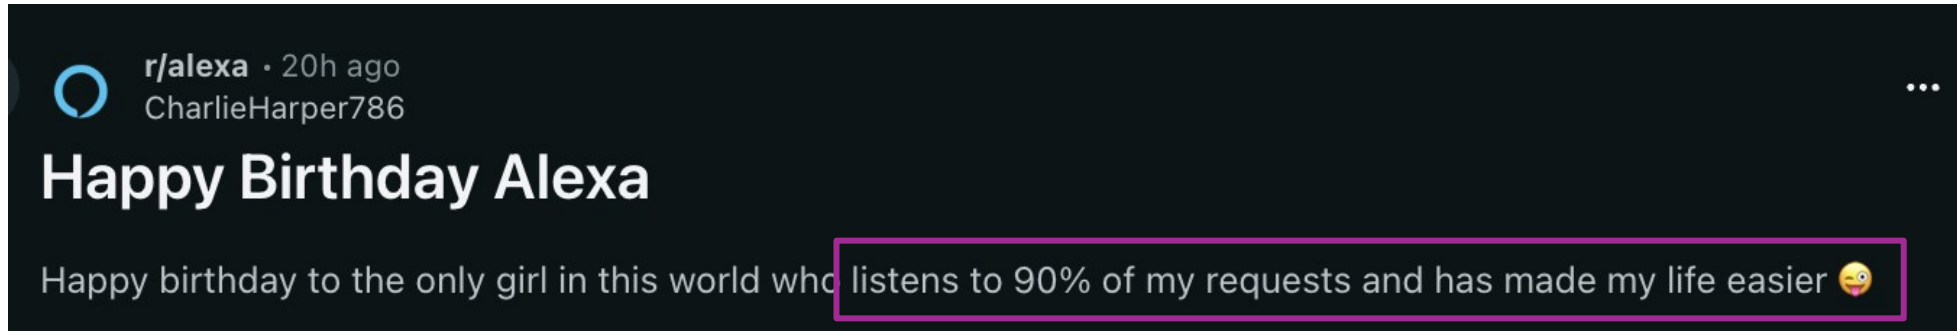 r/alexa • 20h ago
CharlieHarper786
Happy Birthday Alexa
Happy birthday to the only girl in this world who listens to 90% of my requests and has made my life easier 😜